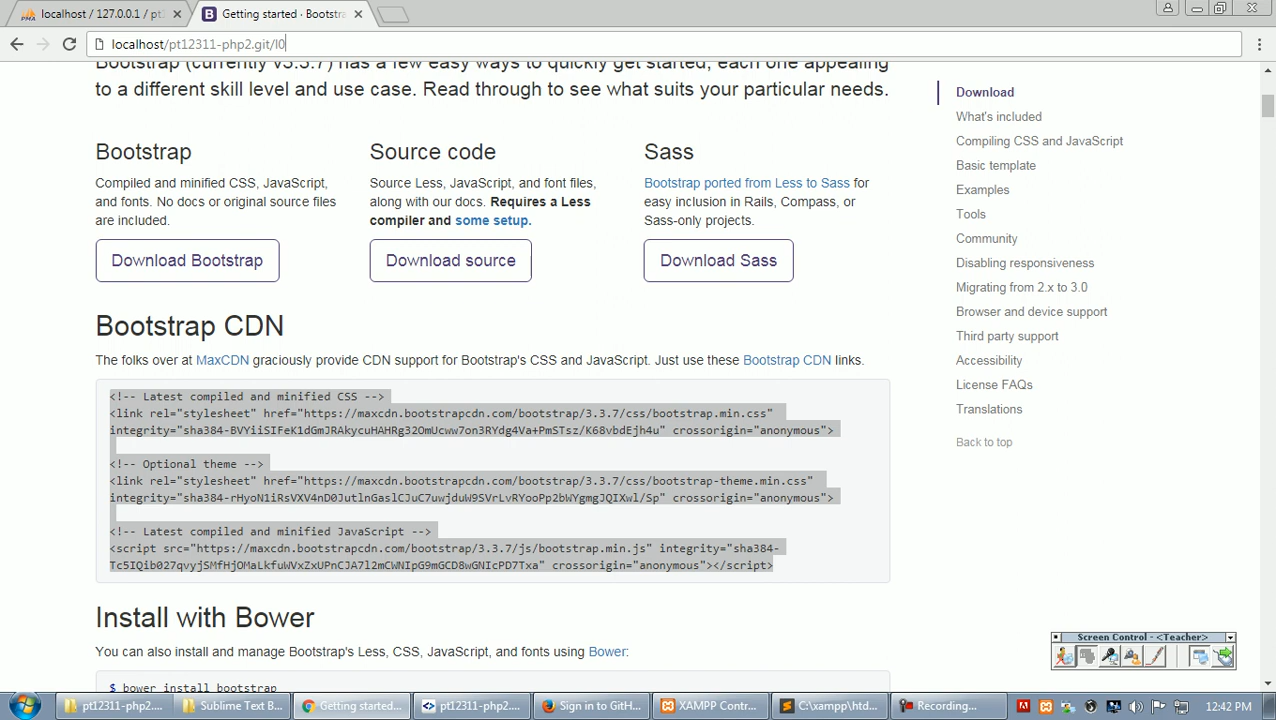 localhost / 127.0.0.1 / pt1
Getting started · Bootstra
localhost/pt12311-php2.git/l0
Bootstrap (currently v3.3.7) has a few easy ways to quickly get started, each one appealing
to a different skill level and use case. Read through to see what suits your particular needs.
Bootstrap
Compiled and minified CSS, JavaScript,
and fonts. No docs or original source files
are included.
Download Bootstrap
Source code
Source Less, JavaScript, and font files,
along with our docs. Requires a Less
compiler and some setup.
Download source
Sass
Bootstrap ported from Less to Sass for
easy inclusion in Rails, Compass, or
Sass-only projects.
Download Sass
Bootstrap CDN
The folks over at MaxCDN graciously provide CDN support for Bootstrap's CSS and JavaScript. Just use these Bootstrap CDN links.
<!-- Latest compiled and minified CSS -->
<link rel="stylesheet" href="https://maxcdn.bootstrapcdn.com/bootstrap/3.3.7/css/bootstrap.min.css"
integrity="sha384-BVYiiSIFeK1dGmJRAkycuHAHRg32OmUcww7on3RYdg4Va+PmSTsz/K68vbdEjh4u" crossorigin="anonymous">
<!-- Optional theme -->
<link rel="stylesheet" href="https://maxcdn.bootstrapcdn.com/bootstrap/3.3.7/css/bootstrap-theme.min.css"
integrity="sha384-rHyoN1iRsVXV4nD0JutlnGaslCJuC7uwjduW9SVrLvRYooPp2bWYgmgJQIXwl/Sp" crossorigin="anonymous">
<!-- Latest compiled and minified JavaScript -->
<script src="https://maxcdn.bootstrapcdn.com/bootstrap/3.3.7/js/bootstrap.min.js" integrity="sha384-
Tc5IQib027qvyjSMfHjOMaLkfuWVxZxUPnCJA7l2mCWNIpG9mGCD8wGNIcPD7Txa" crossorigin="anonymous"></script>
Install with Bower
You can also install and manage Bootstrap's Less, CSS, JavaScript, and fonts using Bower:
$ bower install bootstrap
Download
What's included
Compiling CSS and JavaScript
Basic template
Examples
Tools
Community
Disabling responsiveness
Migrating from 2.x to 3.0
Browser and device support
Third party support
Accessibility
License FAQs
Translations
Back to top
Screen Control - <Teacher>
pt12311-php2....
Sublime Text B...
Getting started...
pt12311-php2....
Sign in to GitH...
XAMPP Contr...
C:\xampp\htd...
Recording...
12:42 PM